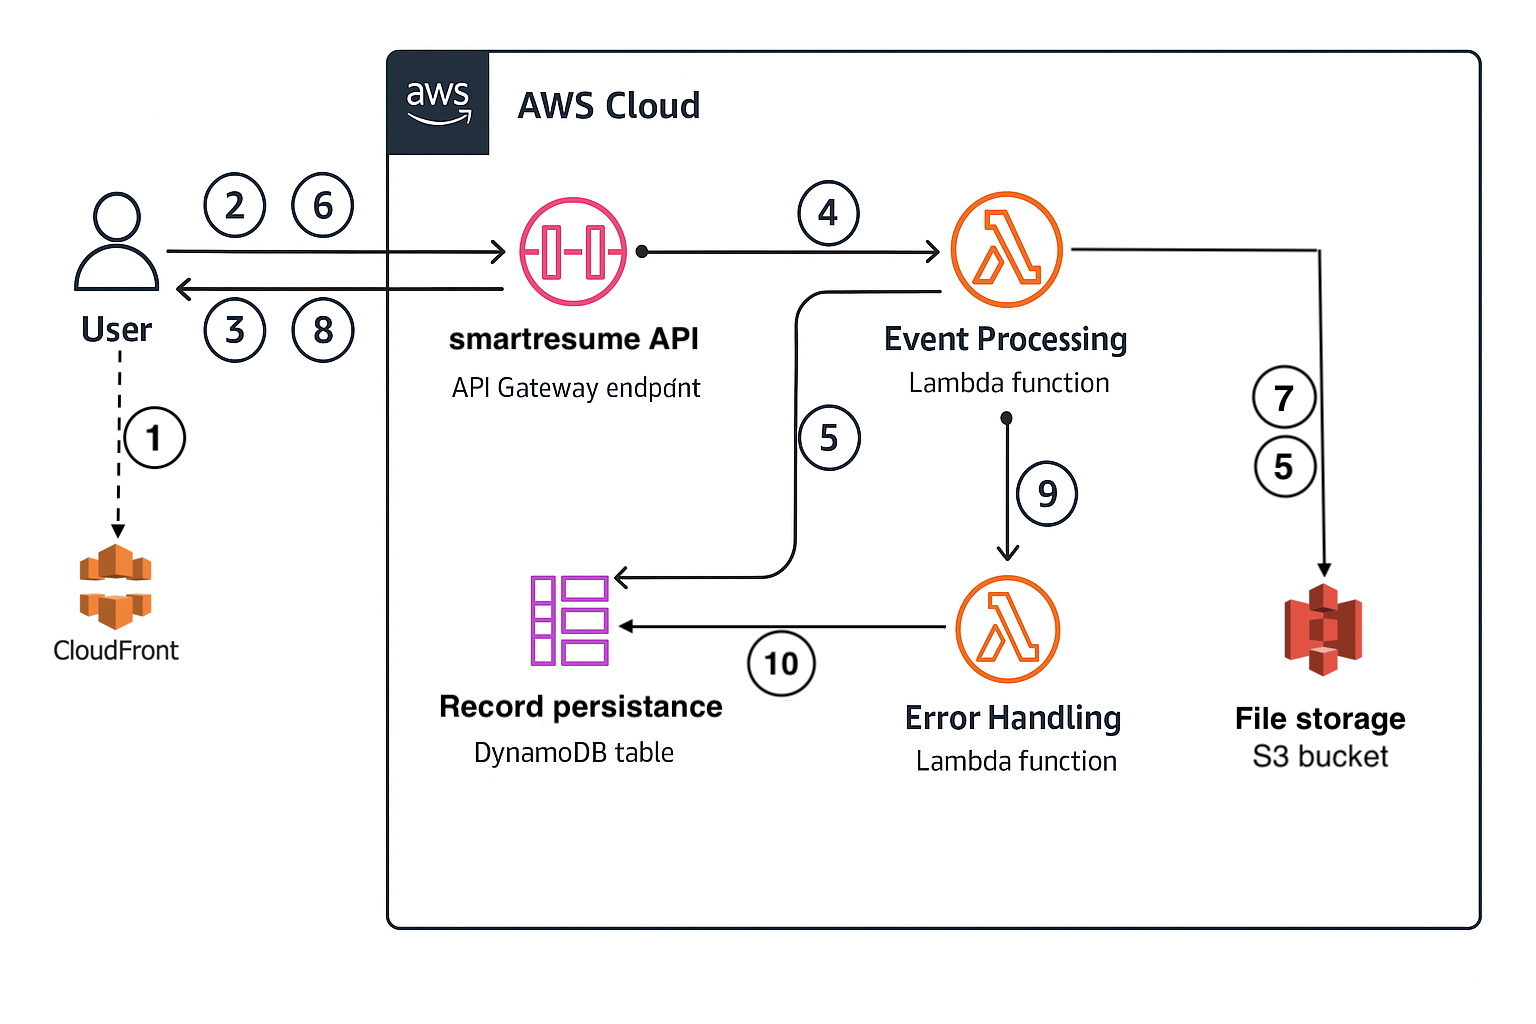 aws
AWS Cloud
2
6
4
User
3
8
smartresume API
API Gateway endpoint
Event Processing
Lambda function
1
5
9
7
5
CloudFront
10
Record persistance
DynamoDB table
Error Handling
Lambda function
File storage
S3 bucket